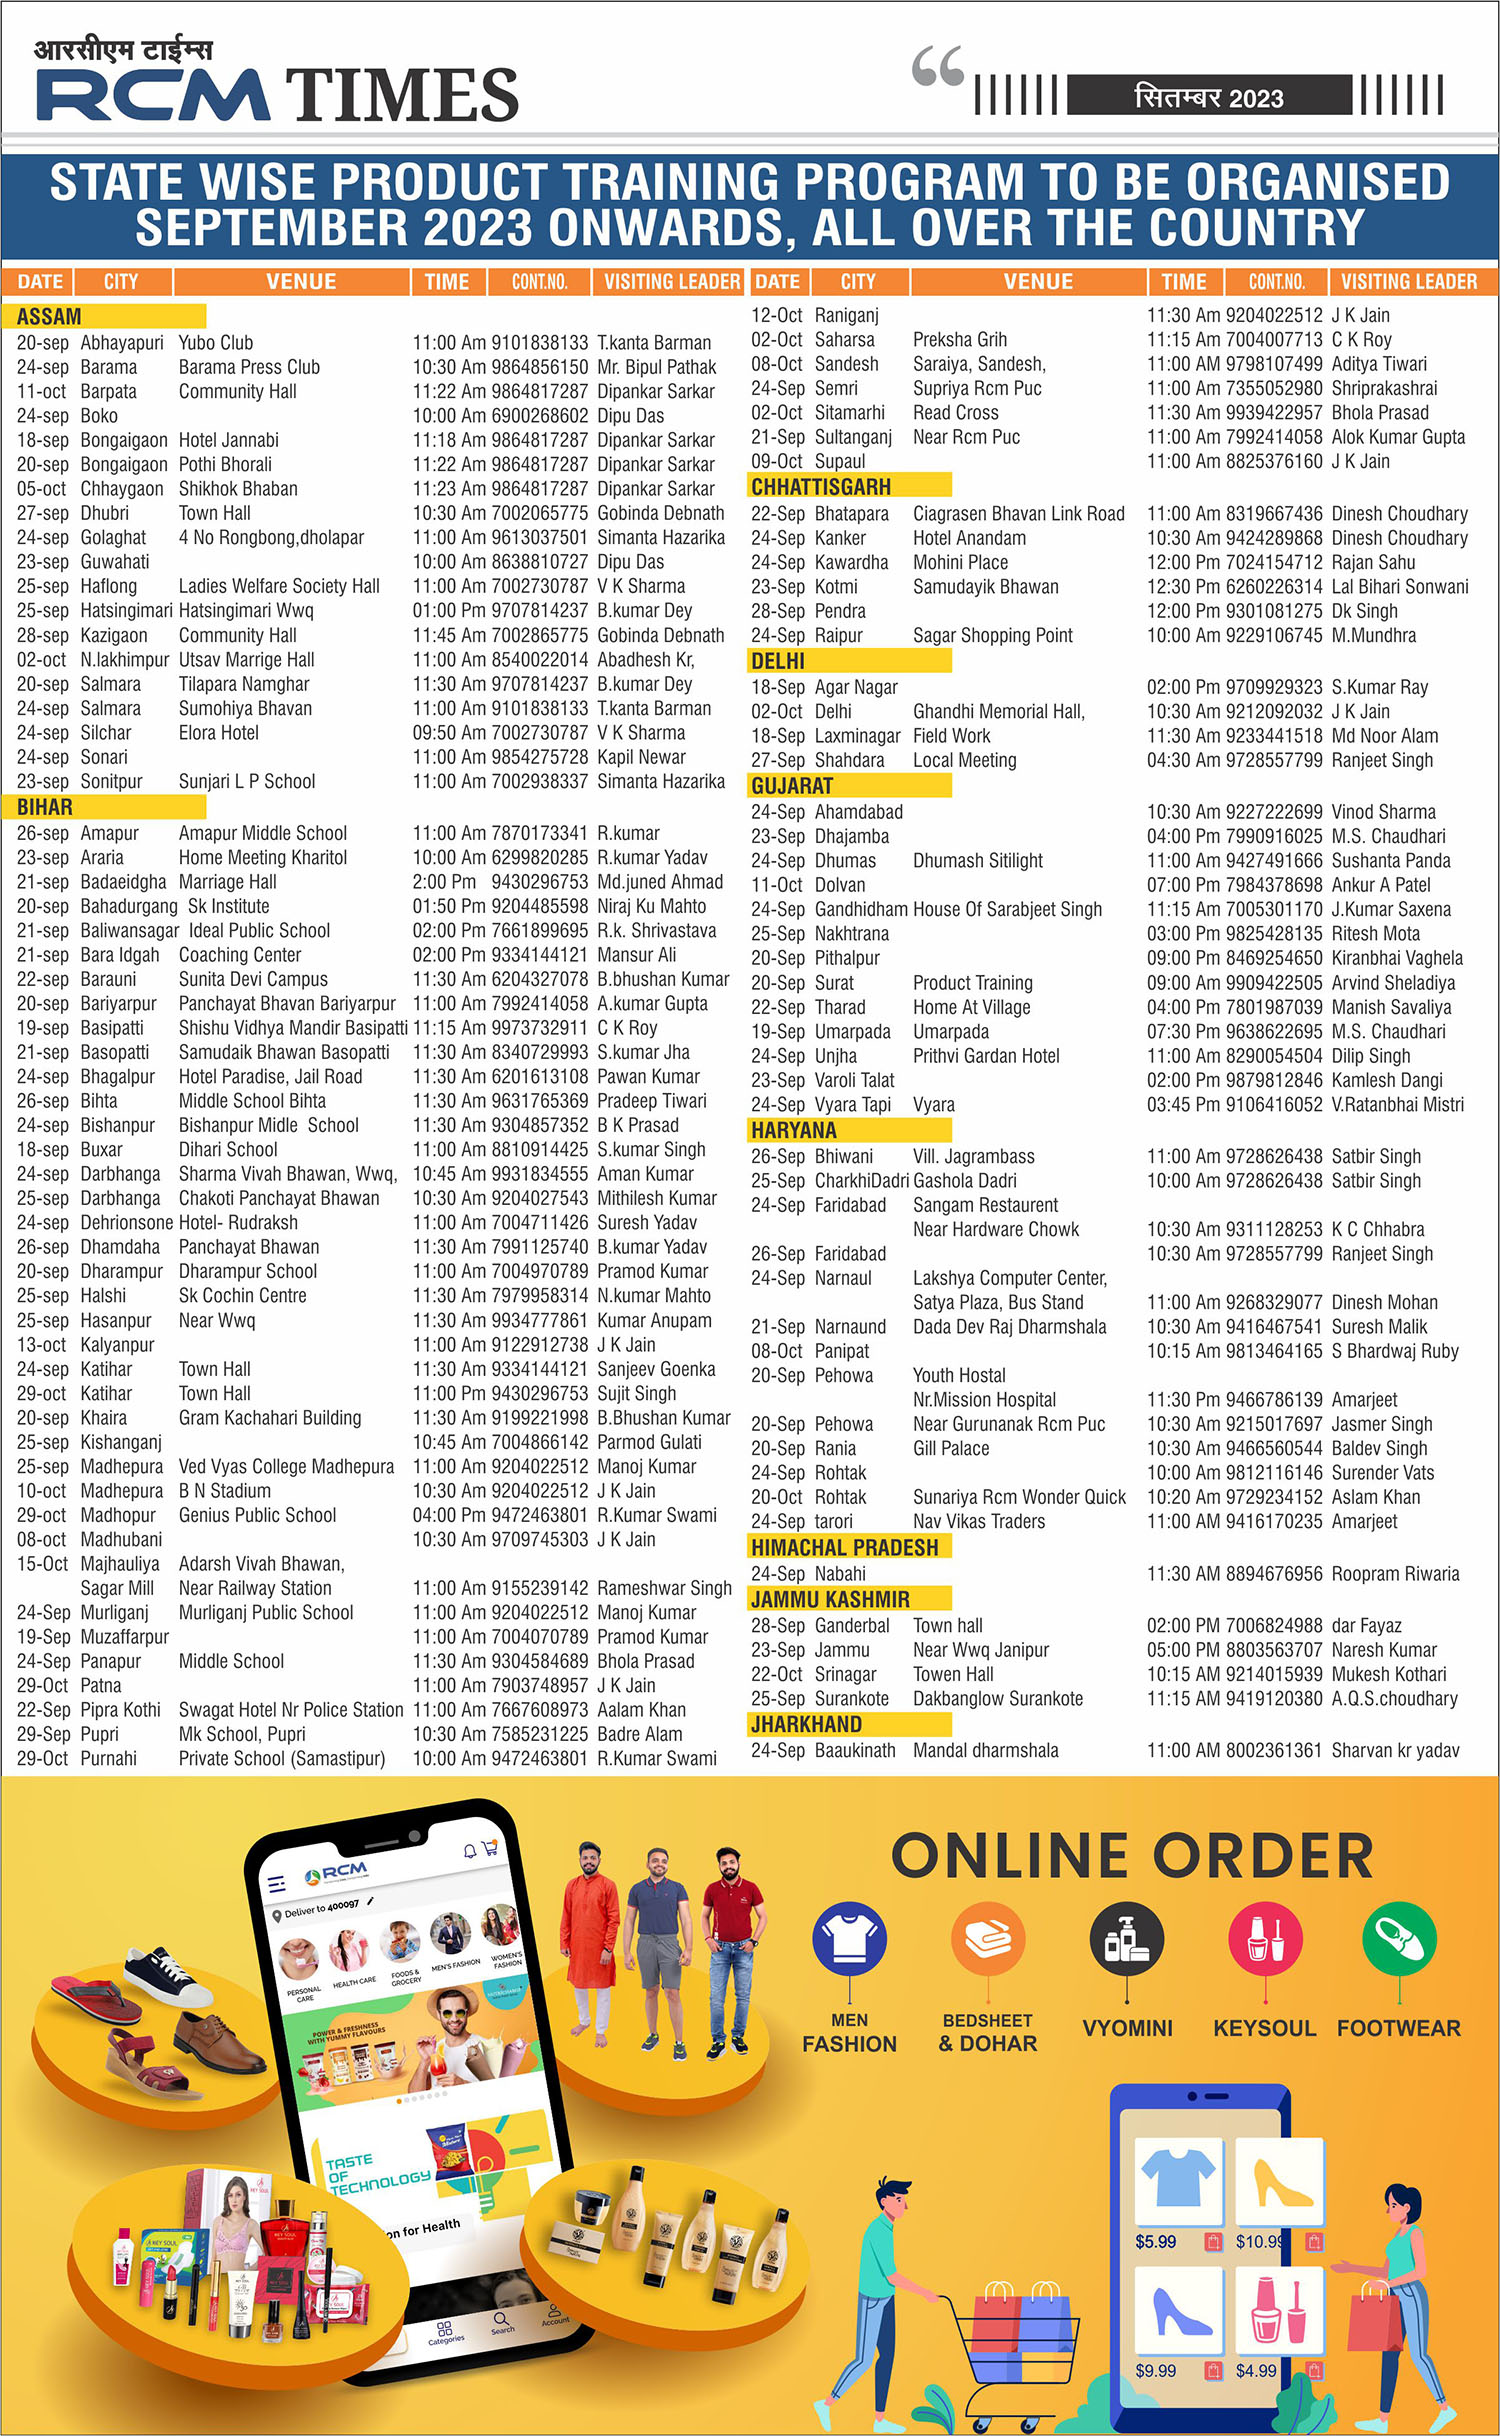 आरसीएम टाईम्स
RCM TIMES
“
सितम्बर 2023
STATE WISE PRODUCT TRAINING PROGRAM TO BE ORGANISED
SEPTEMBER 2023 ONWARDS, ALL OVER THE COUNTRY
DATE CITY VENUE TIME CONT.NO. VISITING LEADER
ASSAM
20-sep Abhayapuri Yubo Club 11:00 Am 9101838133 T.kanta Barman
24-sep Barama Barama Press Club 10:30 Am 9864856150 Mr. Bipul Pathak
11-oct Barpata Community Hall 11:22 Am 9864817287 Dipankar Sarkar
24-sep Boko 10:00 Am 6900268602 Dipu Das
18-sep Bongaigaon Hotel Jannabi 11:18 Am 9864817287 Dipankar Sarkar
20-sep Bongaigaon Pothi Bhorali 11:22 Am 9864817287 Dipankar Sarkar
05-oct Chhaygaon Shikhok Bhaban 11:23 Am 9864817287 Dipankar Sarkar
27-sep Dhubri Town Hall 10:30 Am 7002065775 Gobinda Debnath
24-sep Golaghat 4 No Rongbong,dholapar 11:00 Am 9613037501 Simanta Hazarika
23-sep Guwahati 10:00 Am 8638810727 Dipu Das
25-sep Haflong Ladies Welfare Society Hall 11:00 Am 7002730787 V K Sharma
25-sep Hatsingimari Hatsingimari Wwq 01:00 Pm 9707814237 B.kumar Dey
28-sep Kazigaon Community Hall 11:45 Am 7002865775 Gobinda Debnath
02-oct N.lakhimpur Utsav Marrige Hall 11:00 Am 8540022014 Abadhesh Kr,
20-sep Salmara Tilapara Namghar 11:30 Am 9707814237 B.kumar Dey
24-sep Salmara Sumohiya Bhavan 11:00 Am 9101838133 T.kanta Barman
24-sep Silchar Elora Hotel 09:50 Am 7002730787 V K Sharma
24-sep Sonari 11:00 Am 9854275728 Kapil Newar
23-sep Sonitpur Sunjari L P School 11:00 Am 7002938337 Simanta Hazarika
BIHAR
26-sep Amapur Amapur Middle School 11:00 Am 7870173341 R.kumar
23-sep Araria Home Meeting Kharitol 10:00 Am 6299820285 R.kumar Yadav
21-sep Badaeidgha Marriage Hall 2:00 Pm 9430296753 Md.juned Ahmad
20-sep Bahadurgang Sk Institute 01:50 Pm 9204485598 Niraj Ku Mahto
21-sep Baliwansagar Ideal Public School 02:00 Pm 7661899695 R.k. Shrivastava
21-sep Bara Idgah Coaching Center 02:00 Pm 9334144121 Mansur Ali
22-sep Barauni Sunita Devi Campus 11:30 Am 6204327078 B.bhushan Kumar
20-sep Bariyarpur Panchayat Bhavan Bariyarpur 11:00 Am 7992414058 A.kumar Gupta
19-sep Basipatti Shishu Vidhya Mandir Basipatti 11:15 Am 9973732911 C K Roy
21-sep Basopatti Samudaik Bhawan Basopatti 11:30 Am 8340729993 S.kumar Jha
24-sep Bhagalpur Hotel Paradise, Jail Road 11:30 Am 6201613108 Pawan Kumar
26-sep Bihta Middle School Bihta 11:30 Am 9631765369 Pradeep Tiwari
24-sep Bishanpur Bishanpur Midle School 11:30 Am 9304857352 B K Prasad
18-sep Buxar Dihari School 11:00 Am 8810914425 S.kumar Singh
24-sep Darbhanga Sharma Vivah Bhawan, Wwq, 10:45 Am 9931834555 Aman Kumar
25-sep Darbhanga Chakoti Panchayat Bhawan 10:30 Am 9204027543 Mithilesh Kumar
24-sep Dehrionsone Hotel- Rudraksh 11:00 Am 7004711426 Suresh Yadav
26-sep Dhamdaha Panchayat Bhawan 11:30 Am 7991125740 B.kumar Yadav
20-sep Dharampur Dharampur School 11:00 Am 7004970789 Pramod Kumar
25-sep Halshi Sk Cochin Centre 11:30 Am 7979958314 N.kumar Mahto
25-sep Hasanpur Near Wwq 11:30 Am 9934777861 Kumar Anupam
13-oct Kalyanpur 11:00 Am 9122912738 J K Jain
24-sep Katihar Town Hall 11:30 Am 9334144121 Sanjeev Goenka
29-oct Katihar Town Hall 11:00 Pm 9430296753 Sujit Singh
20-sep Khaira Gram Kachahari Building 11:30 Am 9199221998 B.Bhushan Kumar
25-sep Kishanganj 10:45 Am 7004866142 Parmod Gulati
25-sep Madhepura Ved Vyas College Madhepura 11:00 Am 9204022512 Manoj Kumar
10-oct Madhepura B N Stadium 10:30 Am 9204022512 J K Jain
29-oct Madhopur Genius Public School 04:00 Pm 9472463801 R.Kumar Swami
08-oct Madhubani 10:30 Am 9709745303 J K Jain
15-Oct Majhauliya Adarsh Vivah Bhawan,
Sagar Mill Near Railway Station 11:00 Am 9155239142 Rameshwar Singh
24-Sep Murliganj Murliganj Public School 11:00 Am 9204022512 Manoj Kumar
19-Sep Muzaffarpur 11:00 Am 7004070789 Pramod Kumar
24-Sep Panapur Middle School 11:30 Am 9304584689 Bhola Prasad
29-Oct Patna 11:00 Am 7903748957 J K Jain
22-Sep Pipra Kothi Swagat Hotel Nr Police Station 11:00 Am 7667608973 Aalam Khan
29-Sep Pupri Mk School, Pupri 10:30 Am 7585231225 Badre Alam
29-Oct Purnahi Private School (Samastipur) 10:00 Am 9472463801 R.Kumar Swami
DATE CITY VENUE TIME CONT.NO. VISITING LEADER
12-Oct Raniganj 11:30 Am 9204022512 J K Jain
02-Oct Saharsa Preksha Grih 11:15 Am 7004007713 C K Roy
08-Oct Sandesh Saraiya, Sandesh, 11:00 AM 9798107499 Aditya Tiwari
24-Sep Semri Supriya Rcm Puc 11:00 Am 7355052980 Shriprakashrai
02-Oct Sitamarhi Read Cross 11:30 Am 9939422957 Bhola Prasad
21-Sep Sultanganj Near Rcm Puc 11:00 Am 7992414058 Alok Kumar Gupta
09-Oct Supaul 11:00 Am 8825376160 J K Jain
CHHATTISGARH
22-Sep Bhatapara Ciagrasen Bhavan Link Road 11:00 Am 8319667436 Dinesh Choudhary
24-Sep Kanker Hotel Anandam 10:30 Am 9424289868 Dinesh Choudhary
24-Sep Kawardha Mohini Place 12:00 Pm 7024154712 Rajan Sahu
23-Sep Kotmi Samudayik Bhawan 12:30 Pm 6260226314 Lal Bihari Sonwani
28-Sep Pendra 12:00 Pm 9301081275 Dk Singh
24-Sep Raipur Sagar Shopping Point 10:00 Am 9229106745 M.Mundhra
DELHI
18-Sep Agar Nagar 02:00 Pm 9709929323 S.Kumar Ray
02-Oct Delhi Ghandhi Memorial Hall, 10:30 Am 9212092032 J K Jain
18-Sep Laxminagar Field Work 11:30 Am 9233441518 Md Noor Alam
27-Sep Shahdara Local Meeting 04:30 Am 9728557799 Ranjeet Singh
GUJARAT
24-Sep Ahamdabad 10:30 Am 9227222699 Vinod Sharma
23-Sep Dhajamba 04:00 Pm 7990916025 M.S. Chaudhari
24-Sep Dhumas Dhumash Sitilight 11:00 Am 9427491666 Sushanta Panda
11-Oct Dolvan 07:00 Pm 7984378698 Ankur A Patel
24-Sep Gandhidham House Of Sarabjeet Singh 11:15 Am 7005301170 J.Kumar Saxena
25-Sep Nakhtrana 03:00 Pm 9825428135 Ritesh Mota
20-Sep Pithalpur 09:00 Pm 8469254650 Kiranbhai Vaghela
20-Sep Surat Product Training 09:00 Am 9909422505 Arvind Sheladiya
22-Sep Tharad Home At Village 04:00 Pm 7801987039 Manish Savaliya
19-Sep Umarpada Umarpada 07:30 Pm 9638622695 M.S. Chaudhari
24-Sep Unjha Prithvi Gardan Hotel 11:00 Am 8290054504 Dilip Singh
23-Sep Varoli Talat 02:00 Pm 9879812846 Kamlesh Dangi
24-Sep Vyara Tapi Vyara 03:45 Pm 9106416052 V.Ratanbhai Mistri
HARYANA
26-Sep Bhiwani Vill. Jagrambass 11:00 Am 9728626438 Satbir Singh
25-Sep CharkhiDadri Gashola Dadri 10:00 Am 9728626438 Satbir Singh
24-Sep Faridabad Sangam Restaurent
Near Hardware Chowk 10:30 Am 9311128253 K C Chhabra
26-Sep Faridabad 10:30 Am 9728557799 Ranjeet Singh
24-Sep Narnaul Lakshya Computer Center,
Satya Plaza, Bus Stand 11:00 Am 9268329077 Dinesh Mohan
21-Sep Narnaund Dada Dev Raj Dharmshala 10:30 Am 9416467541 Suresh Malik
08-Oct Panipat 10:15 Am 9813464165 S Bhardwaj Ruby
20-Sep Pehowa Youth Hostal
Nr.Mission Hospital 11:30 Pm 9466786139 Amarjeet
20-Sep Pehowa Near Gurunanak Rcm Puc 10:30 Am 9215017697 Jasmer Singh
20-Sep Rania Gill Palace 10:30 Am 9466560544 Baldev Singh
24-Sep Rohtak 10:00 Am 9812116146 Surender Vats
20-Oct Rohtak Sunariya Rcm Wonder Quick 10:20 Am 9729234152 Aslam Khan
24-Sep tarori Nav Vikas Traders 11:00 AM 9416170235 Amarjeet
HIMACHAL PRADESH
24-Sep Nabahi 11:30 AM 8894676956 Roopram Riwaria
JAMMU KASHMIR
28-Sep Ganderbal Town hall 02:00 PM 7006824988 dar Fayaz
23-Sep Jammu Near Wwq Janipur 05:00 PM 8803563707 Naresh Kumar
22-Oct Srinagar Towen Hall 10:15 AM 9214015939 Mukesh Kothari
25-Sep Surankote Dakbanglow Surankote 11:15 AM 9419120380 A.Q.S.choudhary
JHARKHAND
24-Sep Baaukinath Mandal dharmshala 11:00 AM 8002361361 Sharvan kr yadav
RCM
Deliver to 400097
PERSONAL CARE
HEALTH CARE
FOODS & GROCERY
MEN'S FASHION
WOMEN'S FASHION
POWER & FRESHNESS
WITH YUMMY FLAVOURS
TASTE
OF
TECHNOLOGY
on for Health
Categories
Search
Account
KEY SOUL
KEY SOUL
KEY SOUL
ONLINE ORDER
MEN
FASHION
BEDSHEET
& DOHAR
VYOMINI
KEYSOUL
FOOTWEAR
$5.99
$10.99
$9.99
$4.99